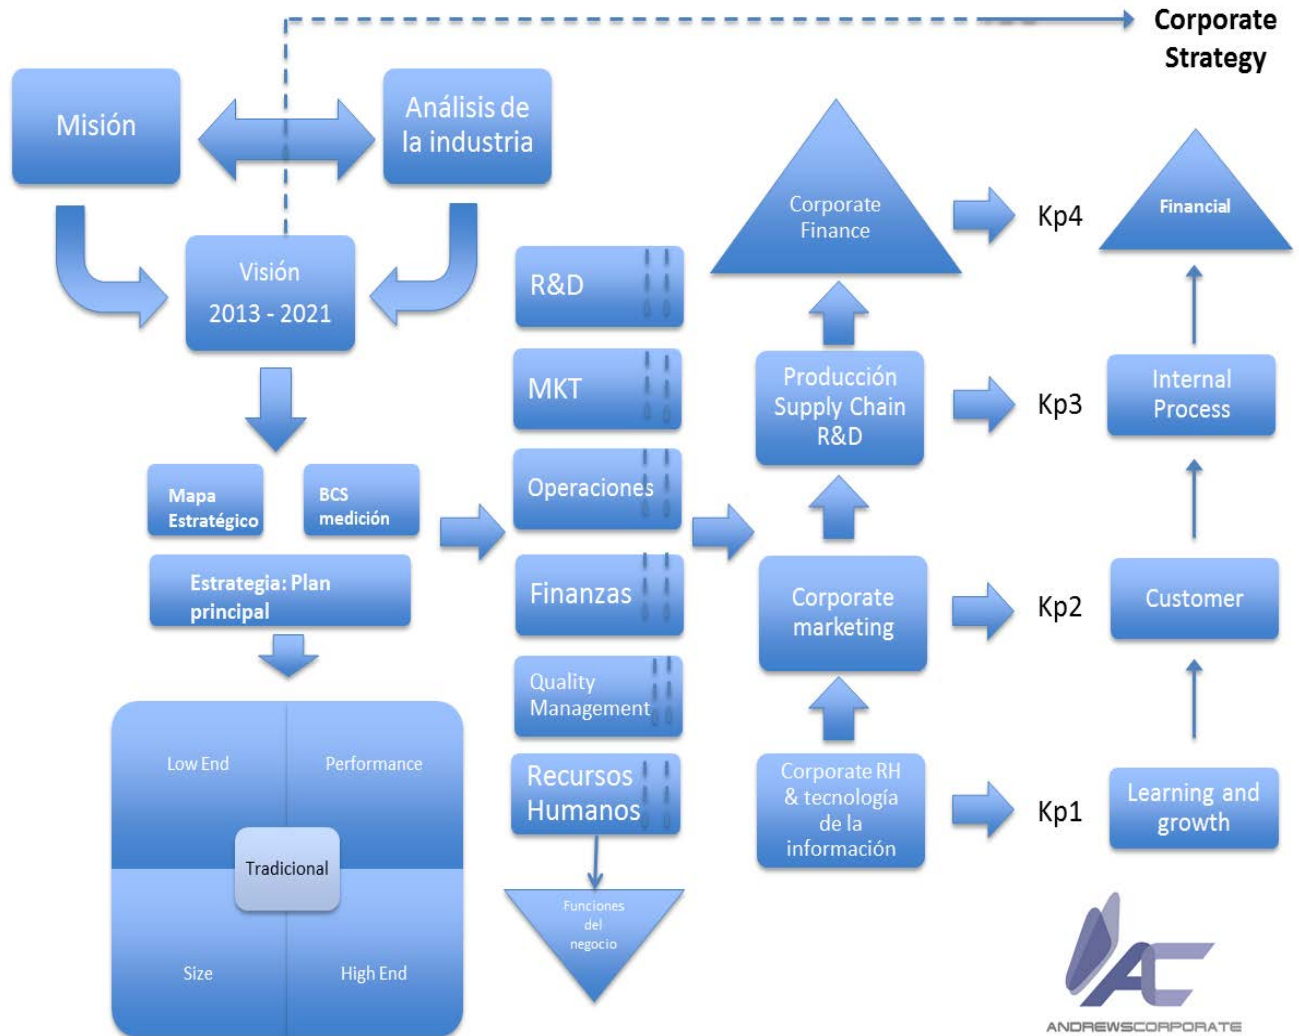 Corporate
Strategy
Misión
Análisis de
la industria
Visión
2013 - 2021
Mapa
Estratégico
BCS
medición
Estrategia: Plan
principal
Low End
Performance
Tradicional
Size
High End
R&D
MKT
Operaciones
Finanzas
Quality
Management
Recursos
Humanos
Funciones
del
negocio
Corporate
Finance
Producción
Supply Chain
R&D
Corporate
marketing
Corporate RH
& tecnología
de la
información
Kp4
Kp3
Kp2
Kp1
Financial
Internal
Process
Customer
Learning and
growth
AC
ANDREWSCORPORATE